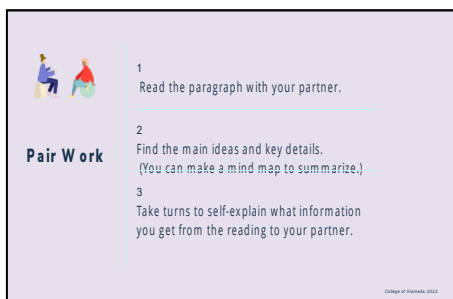 1
Read the paragraph with your partner.
2
Pair Work
Find the main ideas and key details.
(You can make a mind map to summarize.)
3
Take turns to self-explain what information
you get from the reading to your partner.
College of Alameda, 2022